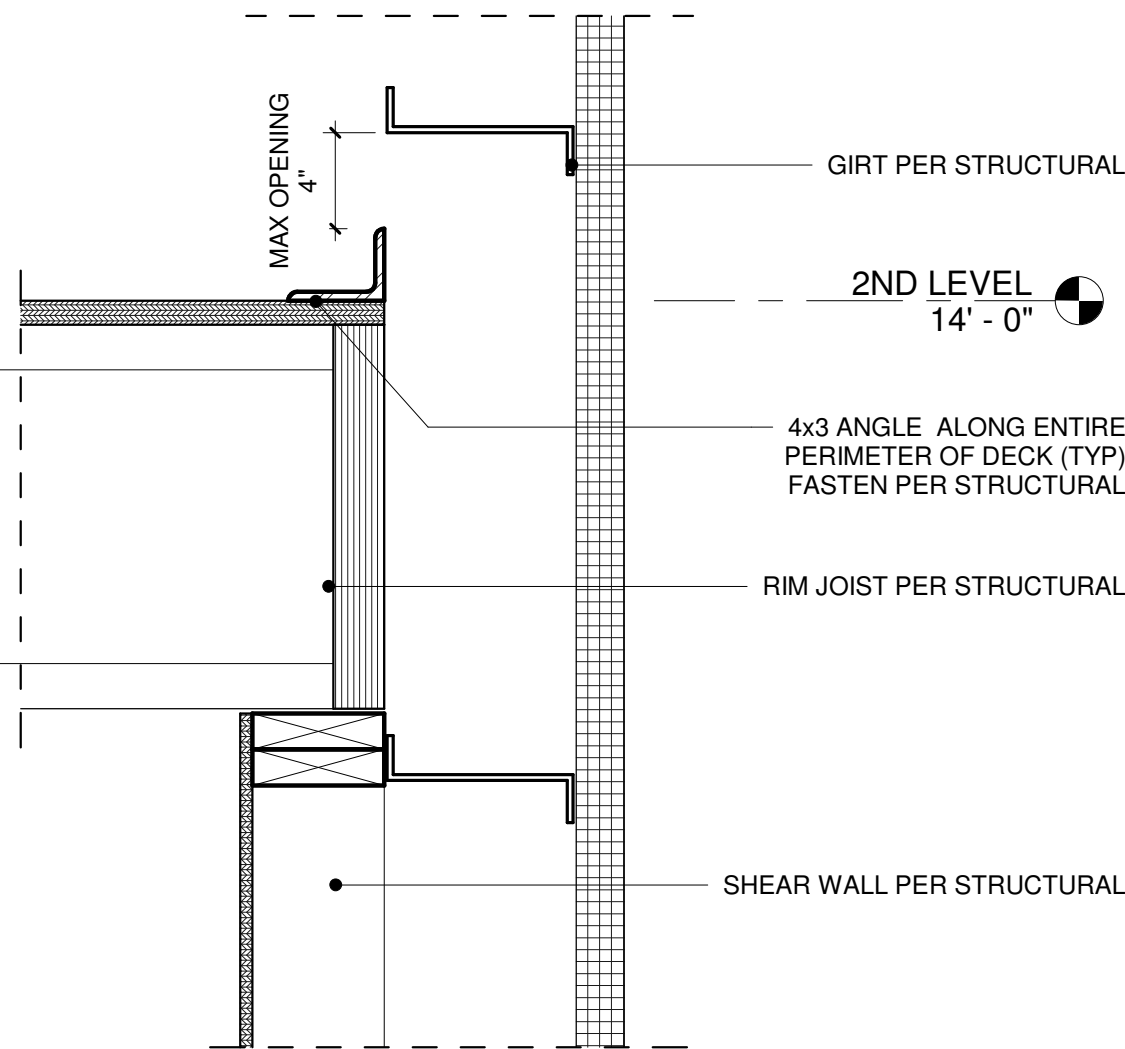 MAX OPENING
4"
GIRT PER STRUCTURAL
2ND LEVEL
14' - 0"
4x3 ANGLE ALONG ENTIRE
PERIMETER OF DECK (TYP)
FASTEN PER STRUCTURAL
RIM JOIST PER STRUCTURAL
SHEAR WALL PER STRUCTURAL